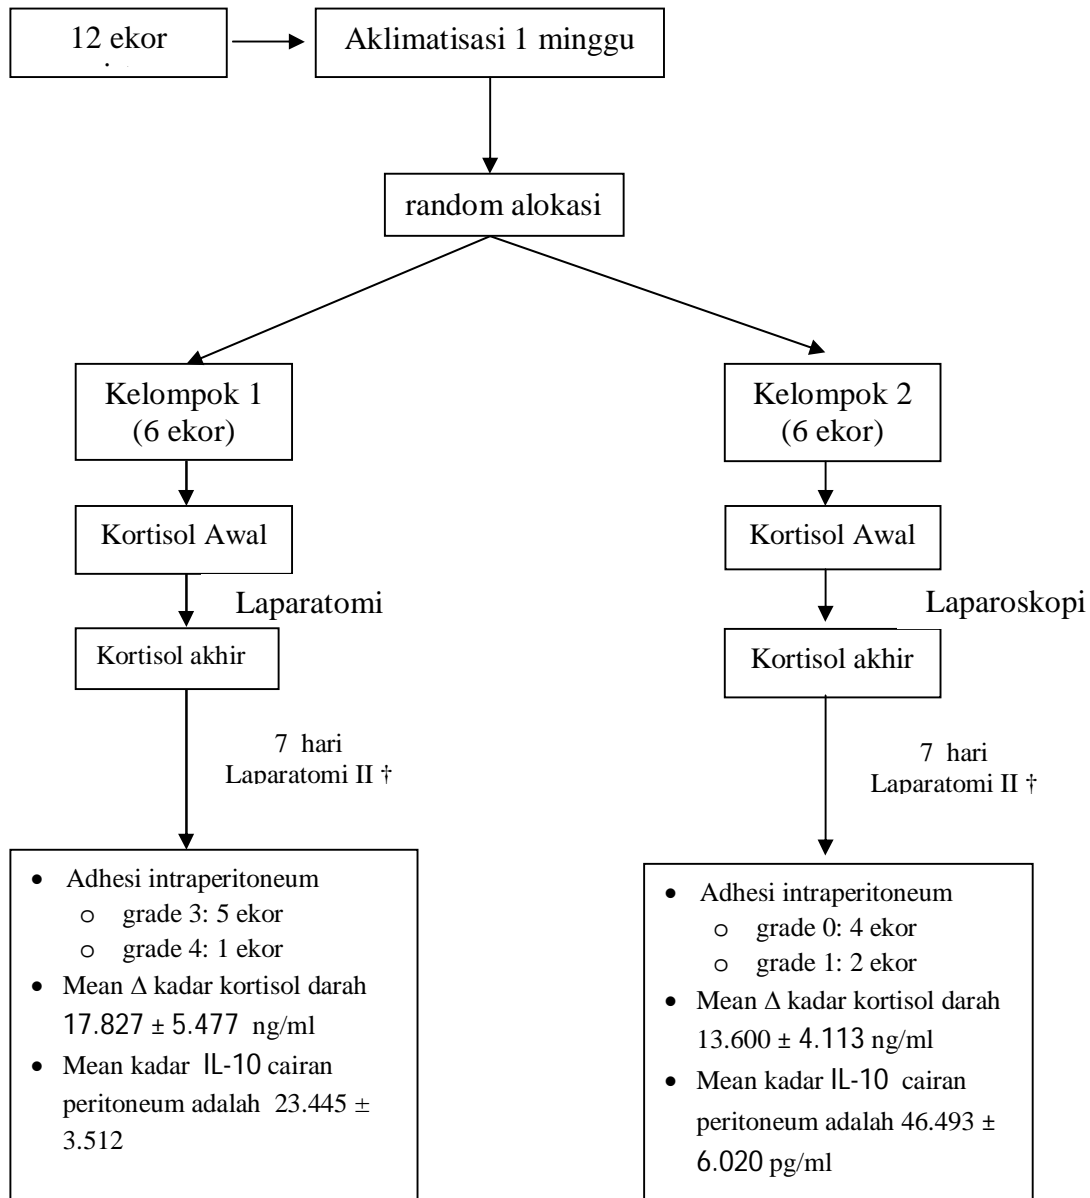 12 ekor
Aklimatisasi 1 minggu
random alokasi
Kelompok 1
(6 ekor)
Kelompok 2
(6 ekor)
Kortisol Awal
Kortisol Awal
Laparatomi
Laparoskopi
Kortisol akhir
Kortisol akhir
7 hari
Laparatomi II †
7 hari
Laparatomi II †
• Adhesi intraperitoneum
o grade 3: 5 ekor
o grade 4: 1 ekor
• Mean Δ kadar kortisol darah
17.827 ± 5.477 ng/ml
• Mean kadar IL-10 cairan
peritoneum adalah 23.445 ±
3.512
• Adhesi intraperitoneum
o grade 0: 4 ekor
o grade 1: 2 ekor
• Mean Δ kadar kortisol darah
13.600 ± 4.113 ng/ml
• Mean kadar IL-10 cairan
peritoneum adalah 46.493 ±
6.020 pg/ml